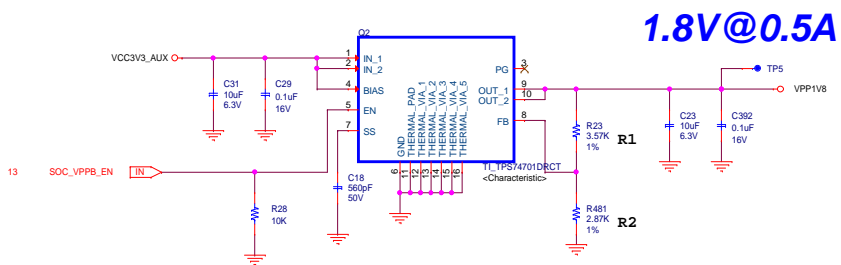 1.8V@0.5A
Q2
VCC3V3_AUX
1
IN_1
2
IN_2
4
BIAS
5
EN
7
SS
3
PG
9
OUT_1
10
OUT_2
8
FB
GND
THERMAL_PAD
THERMAL_VIA_1
THERMAL_VIA_2
THERMAL_VIA_3
THERMAL_VIA_4
THERMAL_VIA_5
6
11
12
13
14
15
16
TI_TPS74701DRCT
<Characteristic>
TP5
VPP1V8
C31
10uF
6.3V
C29
0.1uF
16V
R23
3.57K
1%
R1
C23
10uF
6.3V
C392
0.1uF
16V
13
SOC_VPPB_EN
IN
C18
560pF
50V
R28
10K
R481
2.87K
1%
R2